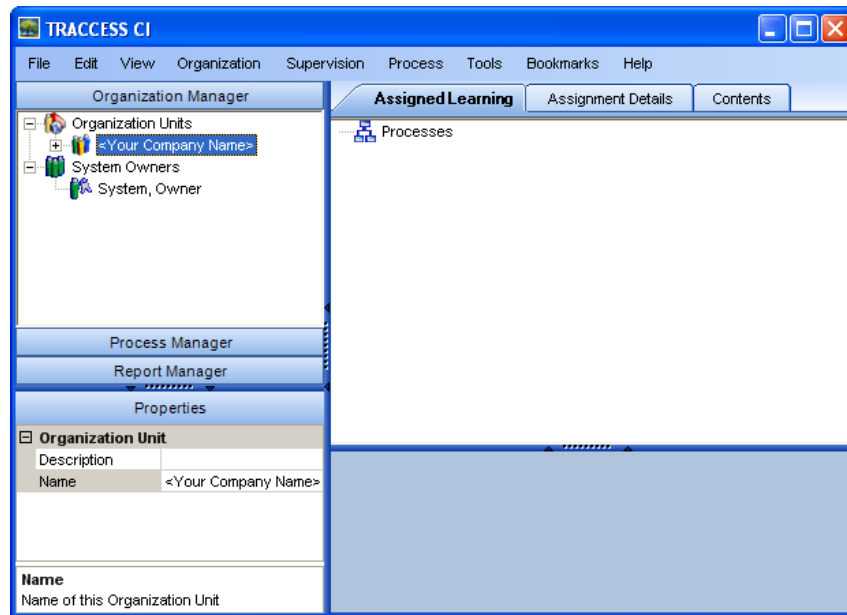 TRACCESS CI
File Edit View Organization Supervision Process Tools Bookmarks Help
Organization Manager
Organization Units
<Your Company Name>
System Owners
System, Owner
Process Manager
Report Manager
Properties
Organization Unit
Description
Name <Your Company Name>
Name
Name of this Organization Unit
Assigned Learning Assignment Details Contents
Processes